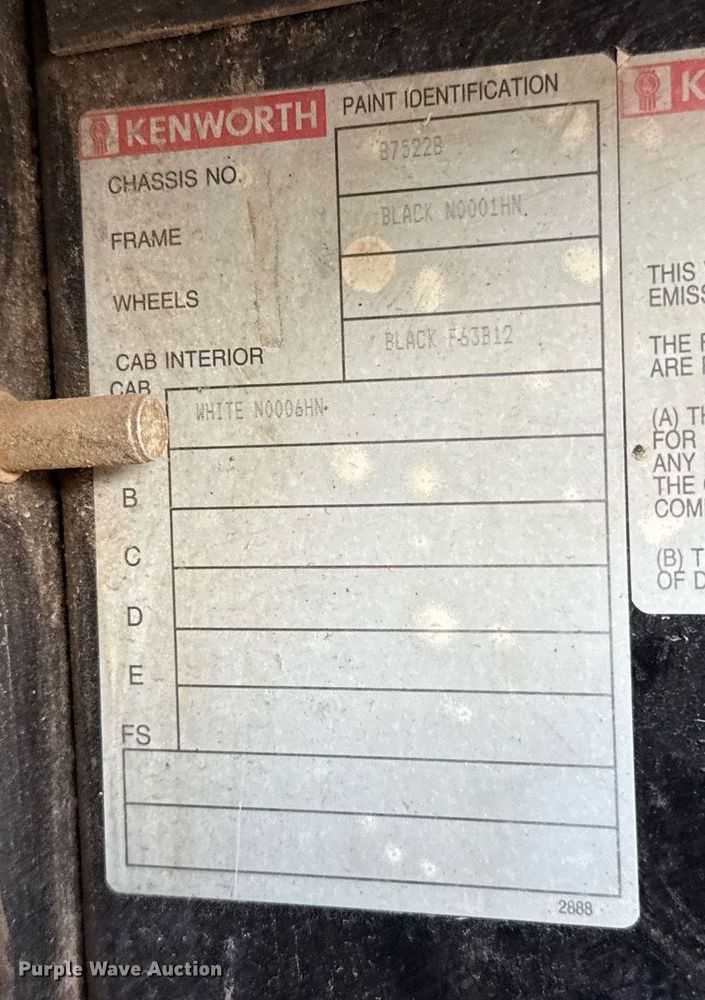 KENWORTH PAINT IDENTIFICATION
CHASSIS NO. 87522B
FRAME BLACK N0001HN
WHEELS
CAB INTERIOR BLACK F63B12
CAB
WHITE N0006HN
B
C
D
E
FS
2888
K
THIS
EMISS
THE
ARE
(A) TH
FOR
ANY
THE
COM
(B) T
OF D
Purple Wave Auction